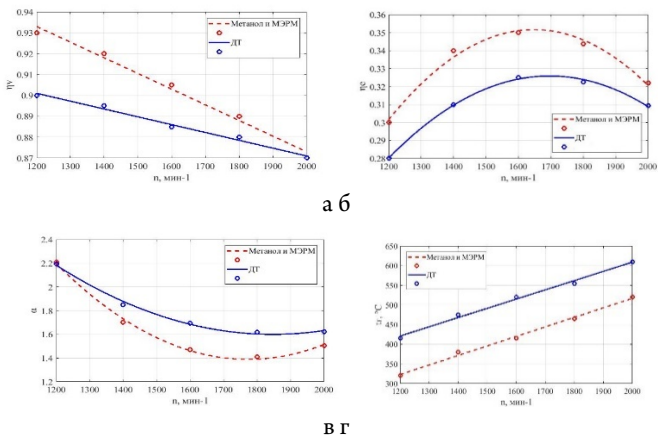 0.94
0.93
0.92
0.91
0.9
0.89
0.88
0.87
ηv
Метанол и МЭРМ
ДТ
1200 1300 1400 1500 1600 1700 1800 1900 2000
n, мин-1
0.36
0.35
0.34
0.33
0.32
0.31
0.3
0.29
0.28
ηe
Метанол и МЭРМ
ДТ
1200 1300 1400 1500 1600 1700 1800 1900 2000
n, мин-1
а б
2.4
2.2
2
1.8
1.6
1.4
1.2
α
Метанол и МЭРМ
ДТ
1200 1300 1400 1500 1600 1700 1800 1900 2000
n, мин-1
650
600
550
500
450
400
350
300
°C
Метанол и МЭРМ
ДТ
1200 1300 1400 1500 1600 1700 1800 1900 2000
n, мин-1
в г